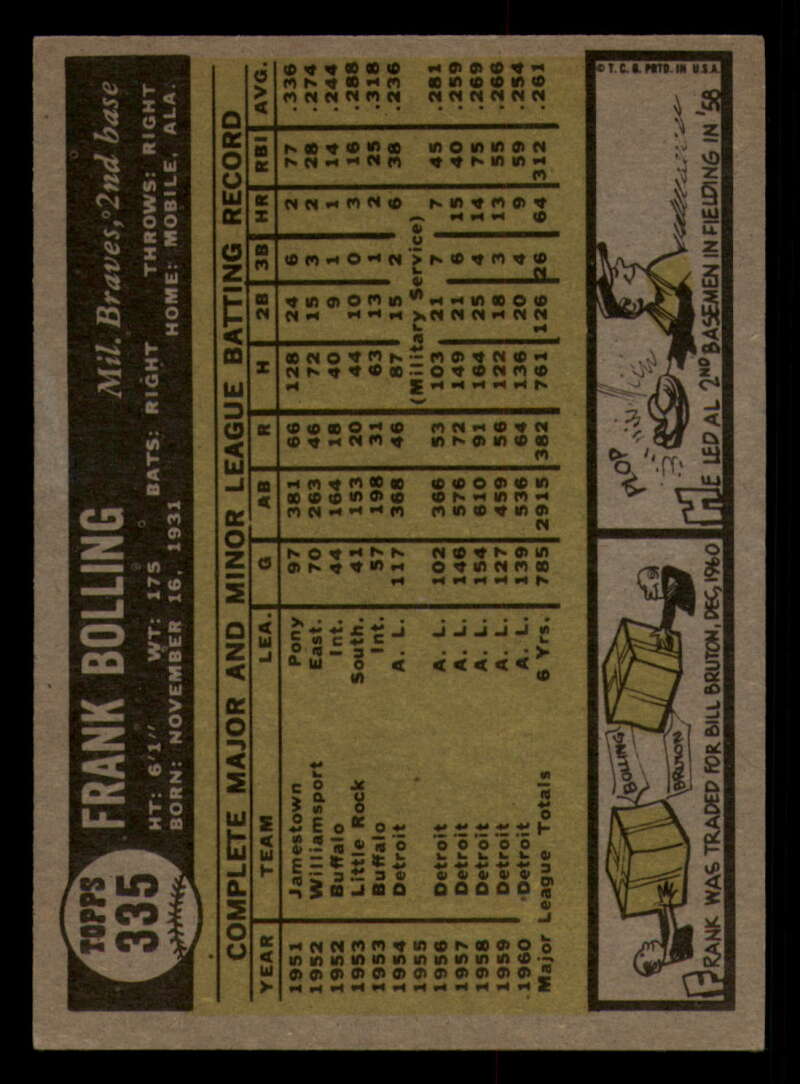 TOPPS
335
FRANK BOLLING
Mil. Braves, 2nd base
HT: 6'1" WT: 175 BATS: RIGHT THROWS: RIGHT
BORN: NOVEMBER 16, 1931 HOME: MOBILE, ALA.
COMPLETE MAJOR AND MINOR LEAGUE BATTING RECORD
YEAR TEAM LEA. G AB R H 2B 3B HR RBI AVG.
1951 Jamestown Pony 97 381 66 128 24 6 2 77 .336
1952 Williamsport East. 70 263 46 72 15 3 2 28 .274
1952 Buffalo Int. 44 164 18 40 9 1 1 14 .244
1953 Little Rock South. 41 153 20 44 10 0 3 16 .288
1953 Buffalo Int. 57 198 31 63 13 1 2 25 .318
1954 Detroit A. L. 117 368 46 87 15 2 6 38 .236
1955 (Military Service)
1956 Detroit A. L. 102 366 53 103 21 7 7 45 .281
1957 Detroit A. L. 146 576 72 149 21 6 15 40 .259
1958 Detroit A. L. 154 610 91 164 25 4 14 75 .269
1959 Detroit A. L. 127 459 56 122 18 3 13 55 .266
1960 Detroit A. L. 139 536 64 136 20 4 9 59 .254
Major League Totals 6 Yrs. 785 2915 382 761 126 26 64 312 .261
BOLLING
BRUTON
FRANK WAS TRADED FOR BILL BRUTON, DEC, 1960
PLOP
HE LED AL 2ND BASEMEN IN FIELDING IN '58
© T. C. G. PRTD. IN U.S.A.